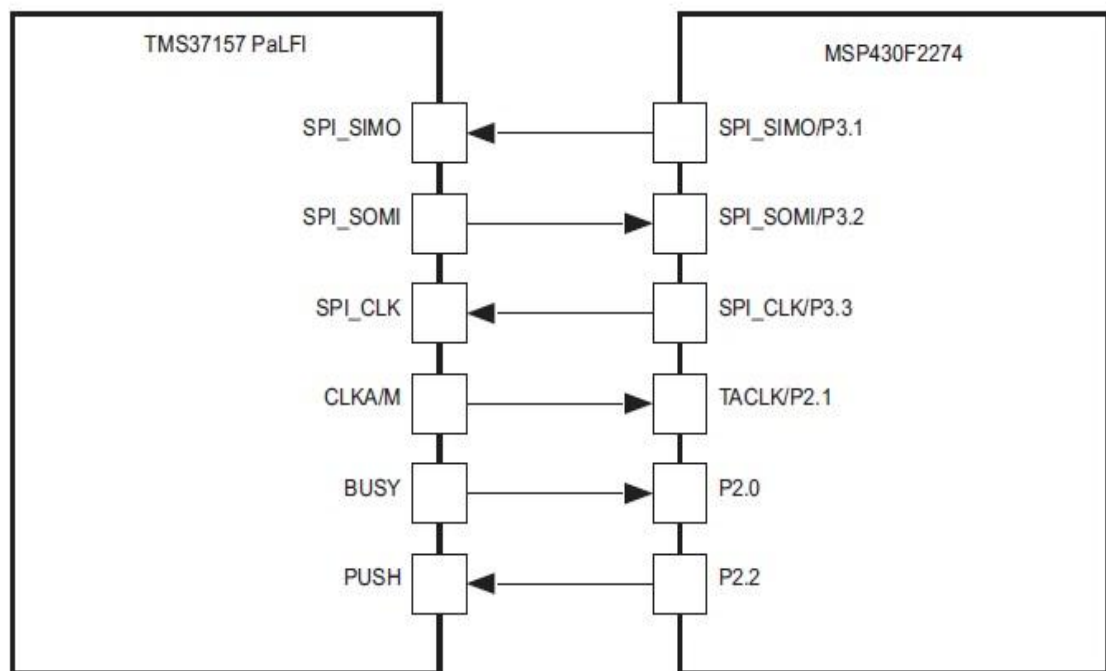 TMS37157 PaLFI
MSP430F2274
SPI_SIMO
SPI_SIMO/P3.1
SPI_SOMI
SPI_SOMI/P3.2
SPI_CLK
SPI_CLK/P3.3
CLKA/M
TACLK/P2.1
BUSY
P2.0
PUSH
P2.2